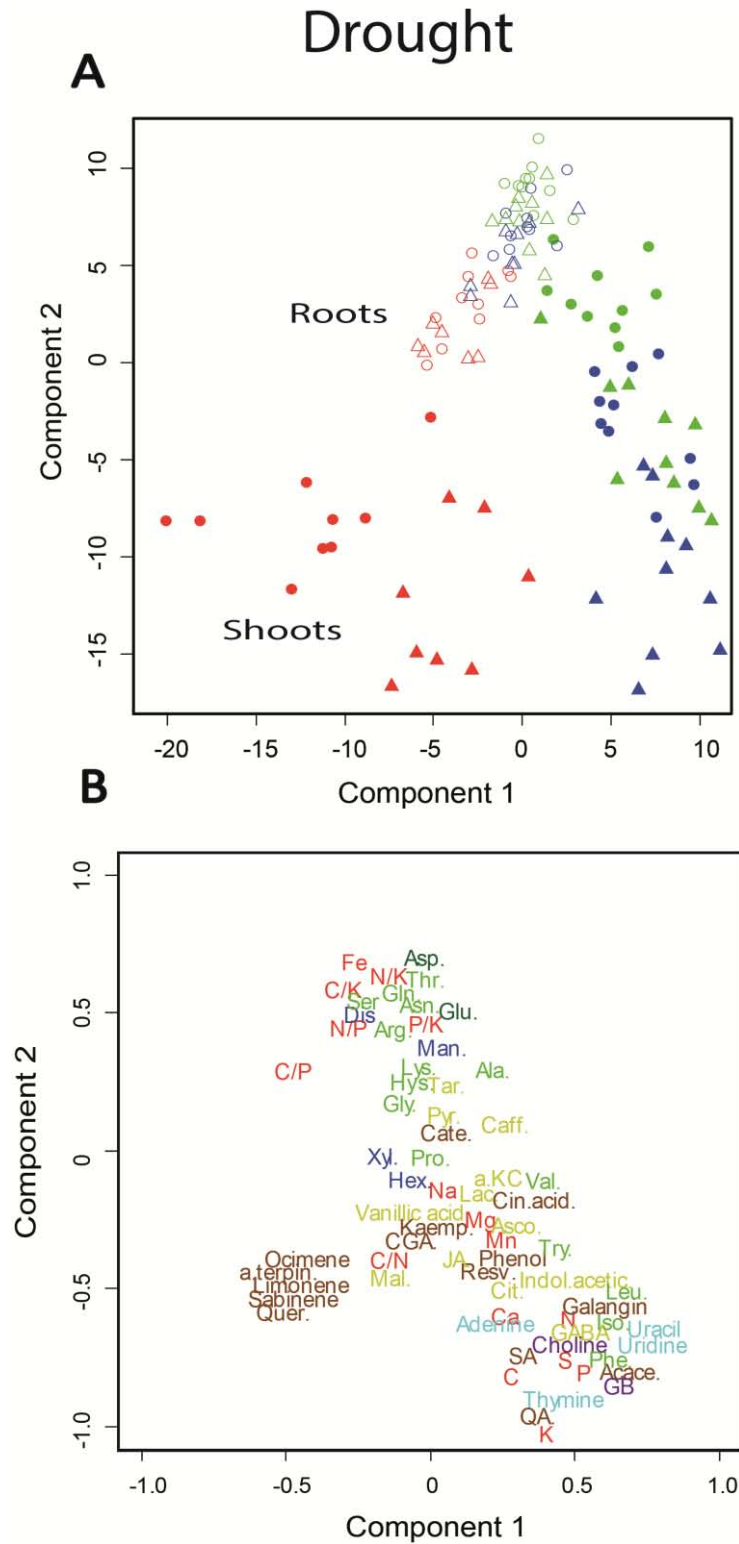 Drought
A
Component 2
10
5
0
-5
-10
-15
Roots
Shoots
-20 -15 -10 -5 0 5 10
Component 1
B
Component 2
1.0
0.5
0
-0.5
-1.0
Fe Asp.
N/K Thr.
C/K Gln.
Ser Asn. Glu.
Dis
N/P Arg. P/K
Man.
C/P Lys. Ala.
Hys. Tar.
Gly.
Pyr. Caff.
Cate.
Xyl. Pro.
Hex. a.KC Val.
Na Lac. Cin.acid.
Vanillic acid Mg
Kaemp. Asco.
CGA. Mn Try.
Ocimene C/N JA. Phenol
a.terpin. Mal. Resv. Indol.acetic
Limonene Cit. Leu.
Sabinene Galangin
Quer. Ca N Iso.
Adenine GABA Uracil
Choline Uridine
SA S Phe.
C P Acace.
GB
Thymine
QA.
K
-1.0 -0.5 0 0.5 1.0
Component 1